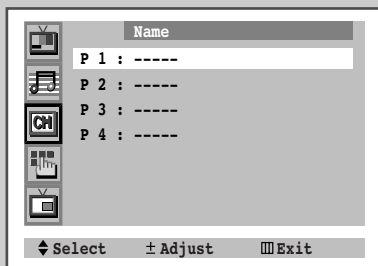 Name
P 1 : -----
P 2 : -----
P 3 : -----
P 4 : -----
CH
Select ± Adjust Exit